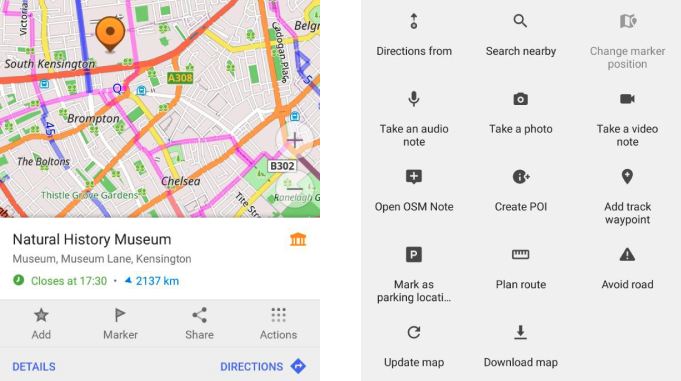 Victoria
Belgr
Cadogan Place
South Kensington
A308
Q
Brompton
45
The Boltons
B302
Chelsea
Thistle Grove Gardens
Tite Stre
Ranelagh G
Natural History Museum
Museum, Museum Lane, Kensington
Closes at 17:30 • 2137 km
Add
Marker
Share
Actions
DETAILS
DIRECTIONS
Directions from
Search nearby
Change marker
position
Take an audio
note
Take a photo
Take a video
note
Open OSM Note
Create POI
Add track
waypoint
P
Mark as
parking locati...
Plan route
Avoid road
Update map
Download map